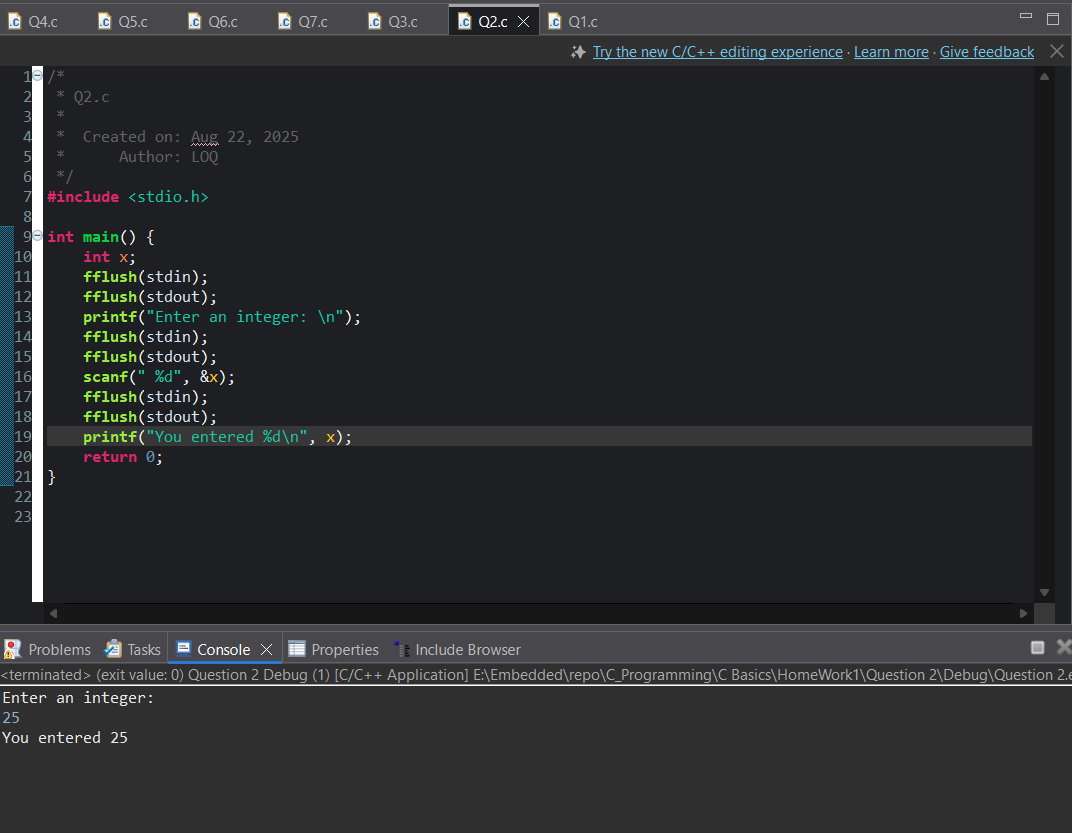 Q4.c Q5.c Q6.c Q7.c Q3.c Q2.c Q1.c
Try the new C/C++ editing experience · Learn more · Give feedback
1 /*
2  * Q2.c
3  *
4  *  Created on: Aug 22, 2025
5  *      Author: LOQ
6  */
7 #include <stdio.h>
8
9 int main() {
10     int x;
11     fflush(stdin);
12     fflush(stdout);
13     printf("Enter an integer: \n");
14     fflush(stdin);
15     fflush(stdout);
16     scanf(" %d", &x);
17     fflush(stdin);
18     fflush(stdout);
19     printf("You entered %d\n", x);
20     return 0;
21 }
22
23
Problems Tasks Console Properties Include Browser
<terminated> (exit value: 0) Question 2 Debug (1) [C/C++ Application] E:\Embedded\repo\C_Programming\C Basics\HomeWork1\Question 2\Debug\Question 2.e
Enter an integer:
25
You entered 25